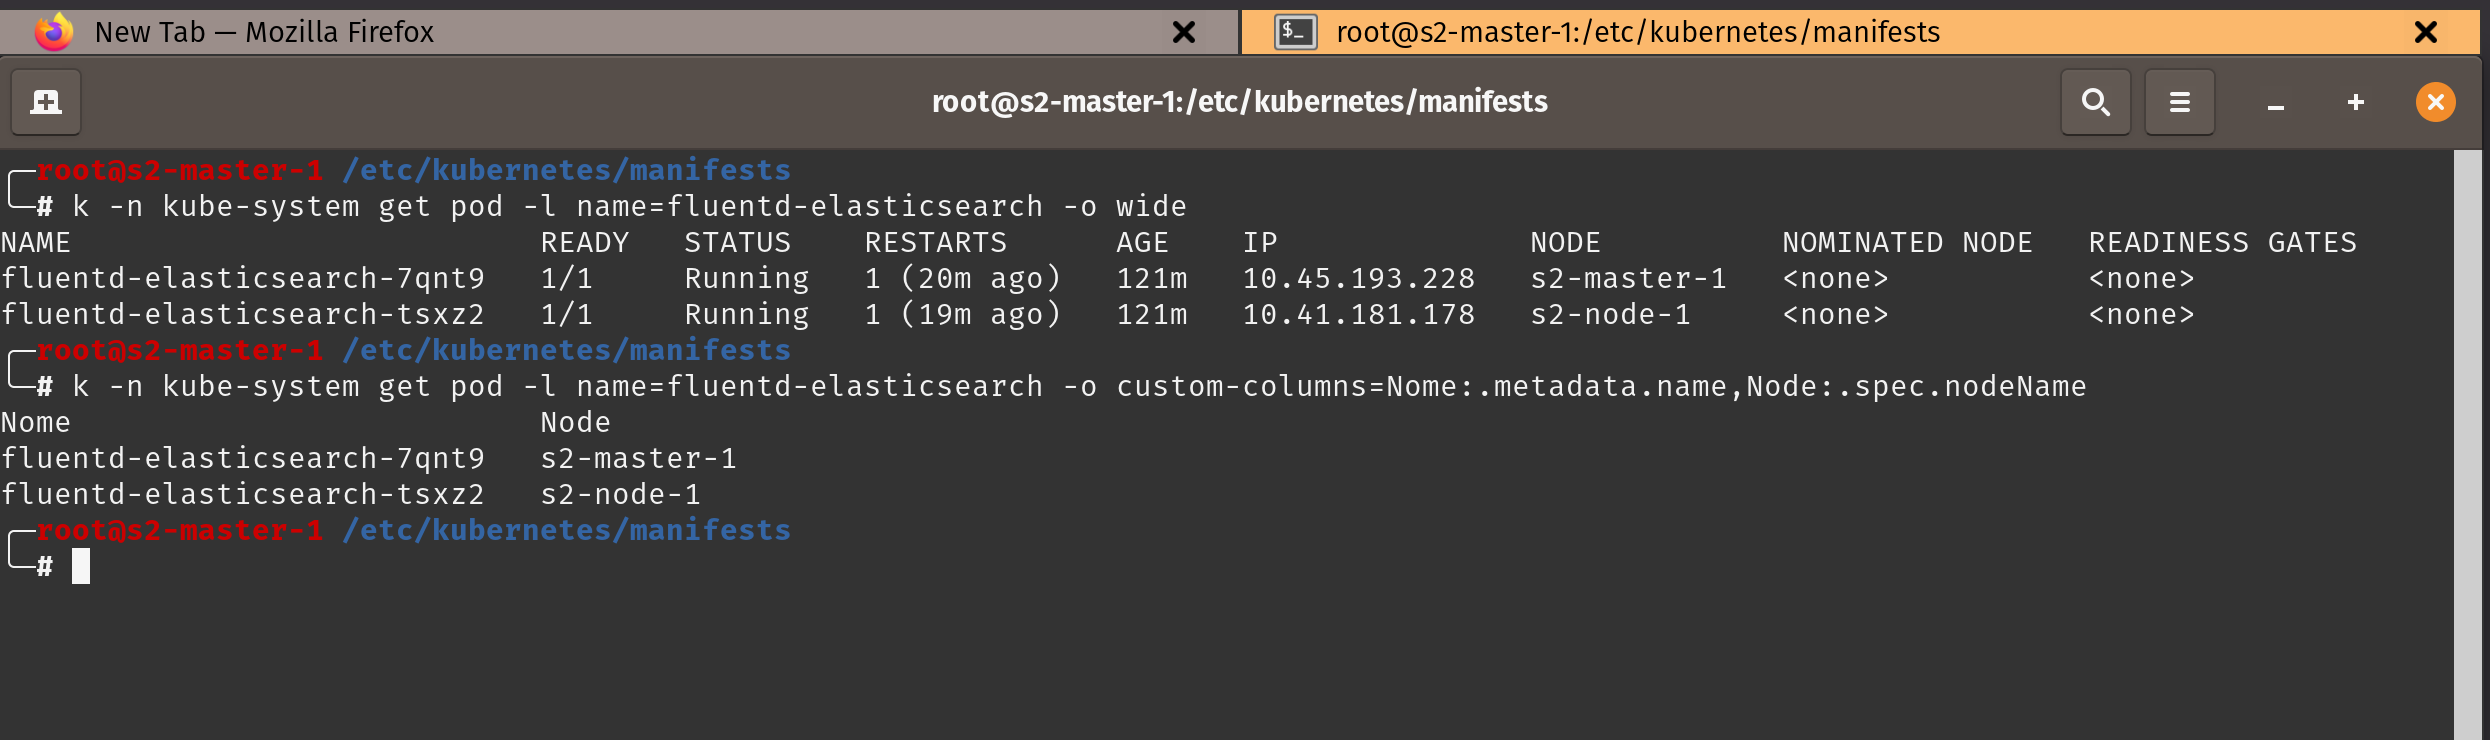 New Tab — Mozilla Firefox
root@s2-master-1:/etc/kubernetes/manifests
root@s2-master-1:/etc/kubernetes/manifests
root@s2-master-1 /etc/kubernetes/manifests
# k -n kube-system get pod -l name=fluentd-elasticsearch -o wide
NAME READY STATUS RESTARTS AGE IP NODE NOMINATED NODE READINESS GATES
fluentd-elasticsearch-7qnt9 1/1 Running 1 (20m ago) 121m 10.45.193.228 s2-master-1 <none> <none>
fluentd-elasticsearch-tsxz2 1/1 Running 1 (19m ago) 121m 10.41.181.178 s2-node-1 <none> <none>
root@s2-master-1 /etc/kubernetes/manifests
# k -n kube-system get pod -l name=fluentd-elasticsearch -o custom-columns=Nome:.metadata.name,Node:.spec.nodeName
Nome Node
fluentd-elasticsearch-7qnt9 s2-master-1
fluentd-elasticsearch-tsxz2 s2-node-1
root@s2-master-1 /etc/kubernetes/manifests
#